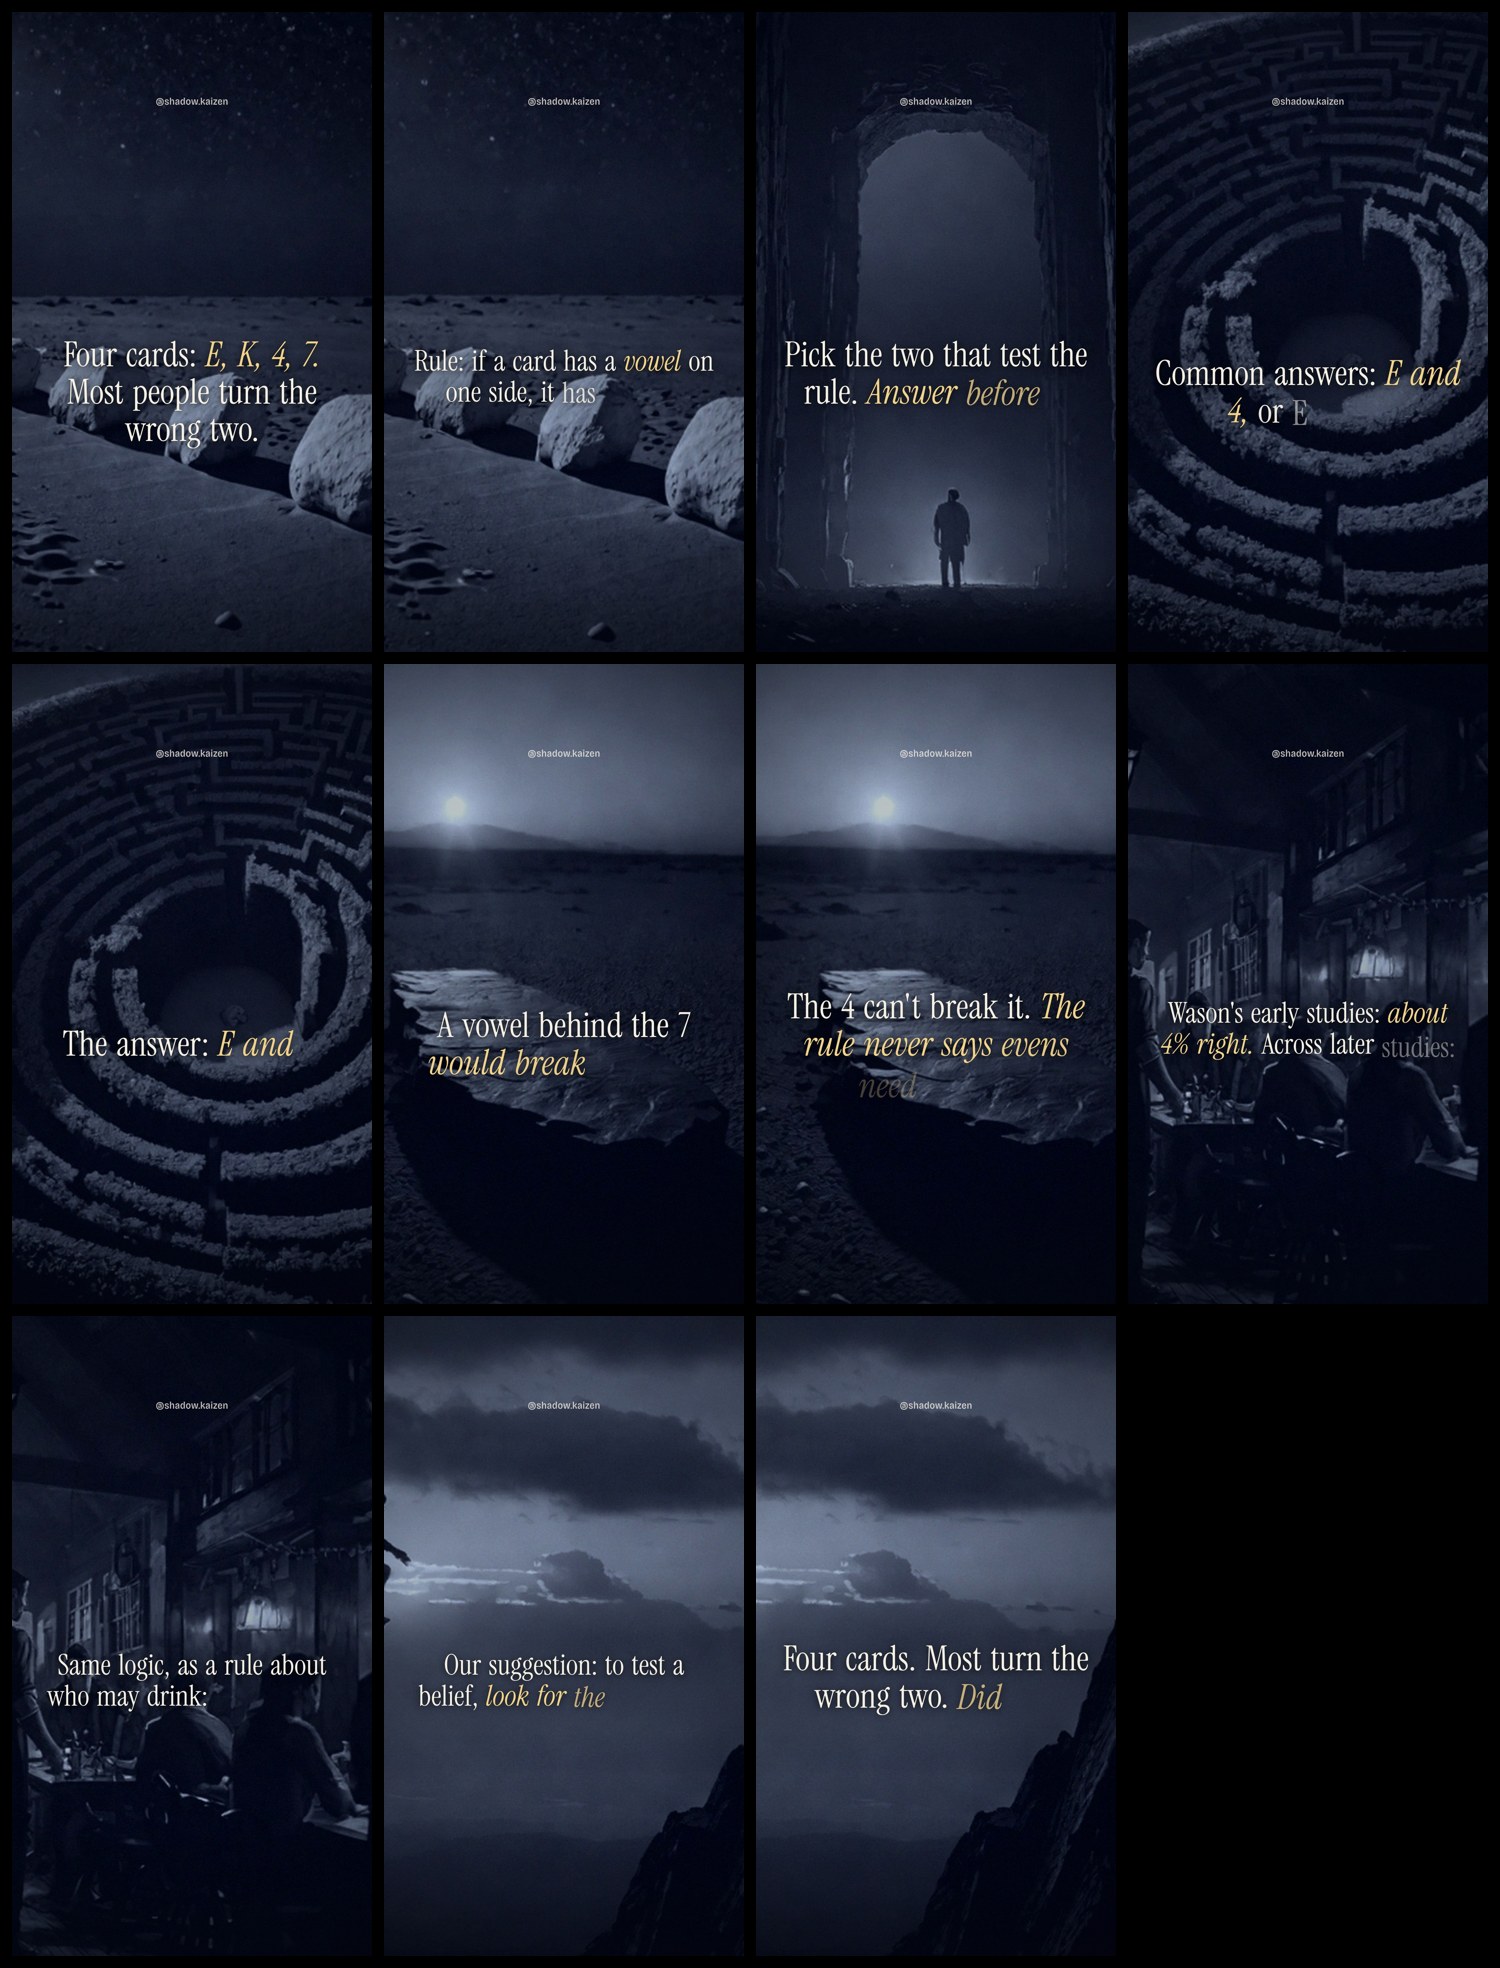 @shadow.kaizen
Four cards: E, K, 4, 7.
Most people turn the
wrong two.
@shadow.kaizen
Rule: if a card has a vowel on
one side, it has
@shadow.kaizen
Pick the two that test the
rule. Answer before
@shadow.kaizen
Common answers: E and
4, or E
@shadow.kaizen
The answer: E and
@shadow.kaizen
A vowel behind the 7
would break
@shadow.kaizen
The 4 can't break it. The
rule never says evens
need
@shadow.kaizen
Wason's early studies: about
4% right. Across later studies:
@shadow.kaizen
Same logic, as a rule about
who may drink:
@shadow.kaizen
Our suggestion: to test a
belief, look for the
@shadow.kaizen
Four cards. Most turn the
wrong two. Did